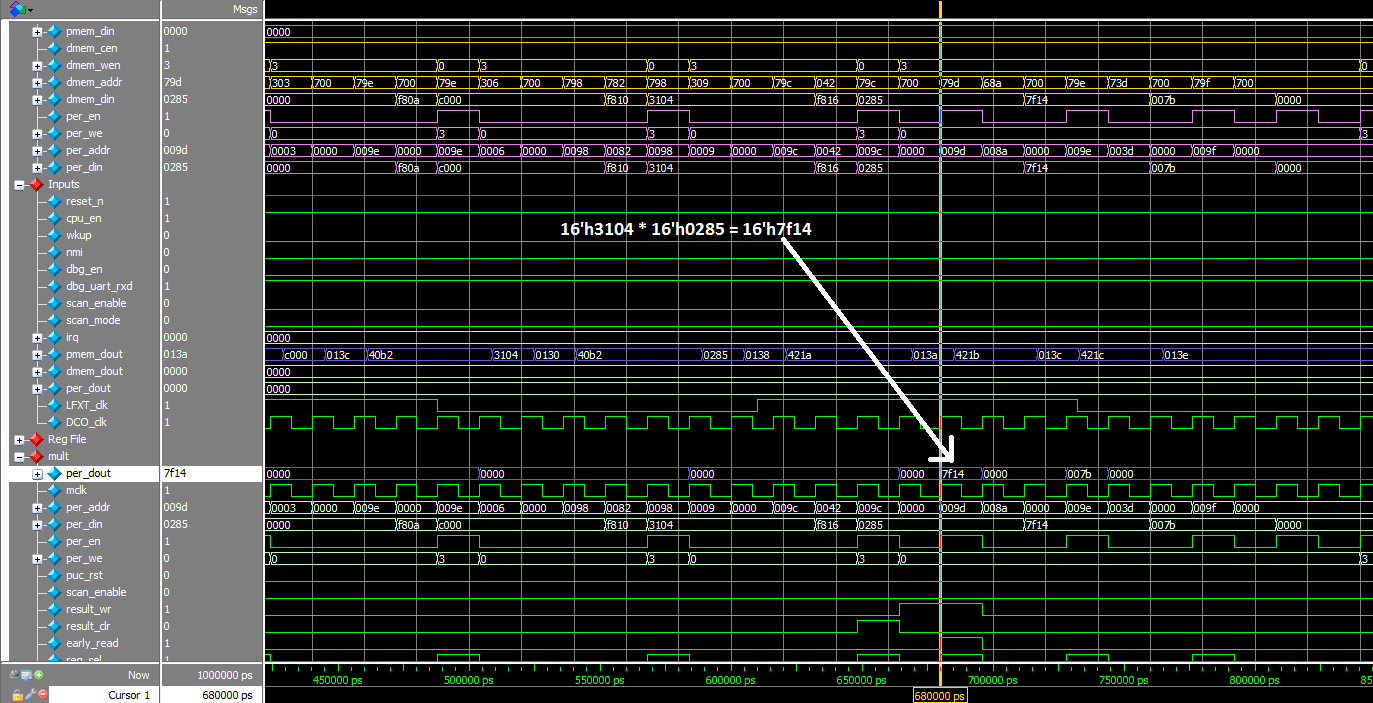 Msgs
pmem_din 0000 0000
dmem_cen 1
dmem_wen 3 3 0 3 0 3 0 3 0
dmem_addr 79d 303 700 79e 700 79e 306 700 798 782 798 309 700 79c 042 79c 700 79d 68a 700 79e 73d 700 79f 700
dmem_din 0285 0000 f80a c000 f810 3104 f816 0285 7f14 007b 0000
per_en 1
per_we 0 0 3 0 3 0 3 0 3
per_addr 009d 0003 0000 009e 0000 009e 0006 0000 0098 0082 0098 0009 0000 009c 0042 009c 0000 009d 008a 0000 009e 003d 0000 009f 0000
per_din 0285 0000 f80a c000 f810 3104 f816 0285 7f14 007b 0000
Inputs
reset_n 1
cpu_en 1
16'h3104 * 16'h0285 = 16'h7f14
wkup 0
nmi 0
dbg_en 0
dbg_uart_rxd 1
scan_enable 0
scan_mode 0
irq 0000 0000
pmem_dout 013a c000 013c 40b2 3104 0130 40b2 0285 0138 421a 013a 421b 013c 421c 013e
dmem_dout 0000 0000
per_dout 0000 0000
LFXT_clk 1
DCO_clk 1
Reg File
mult
per_dout 7f14 0000 0000 0000 0000 7f14 0000 007b 0000
mclk 1
per_addr 009d 0003 0000 009e 0000 009e 0006 0000 0098 0082 0098 0009 0000 009c 0042 009c 0000 009d 008a 0000 009e 003d 0000 009f 0000
per_din 0285 0000 f80a c000 f810 3104 f816 0285 7f14 007b 0000
per_en 1
per_we 0 0 3 0 3 0 3 0 3
puc_rst 0
scan_enable 0
result_wr 1
result_clr 0
early_read 1
Now 1000000 ps 450000 ps 500000 ps 550000 ps 600000 ps 650000 ps 700000 ps 750000 ps 800000 ps
Cursor 1 680000 ps 680000 ps